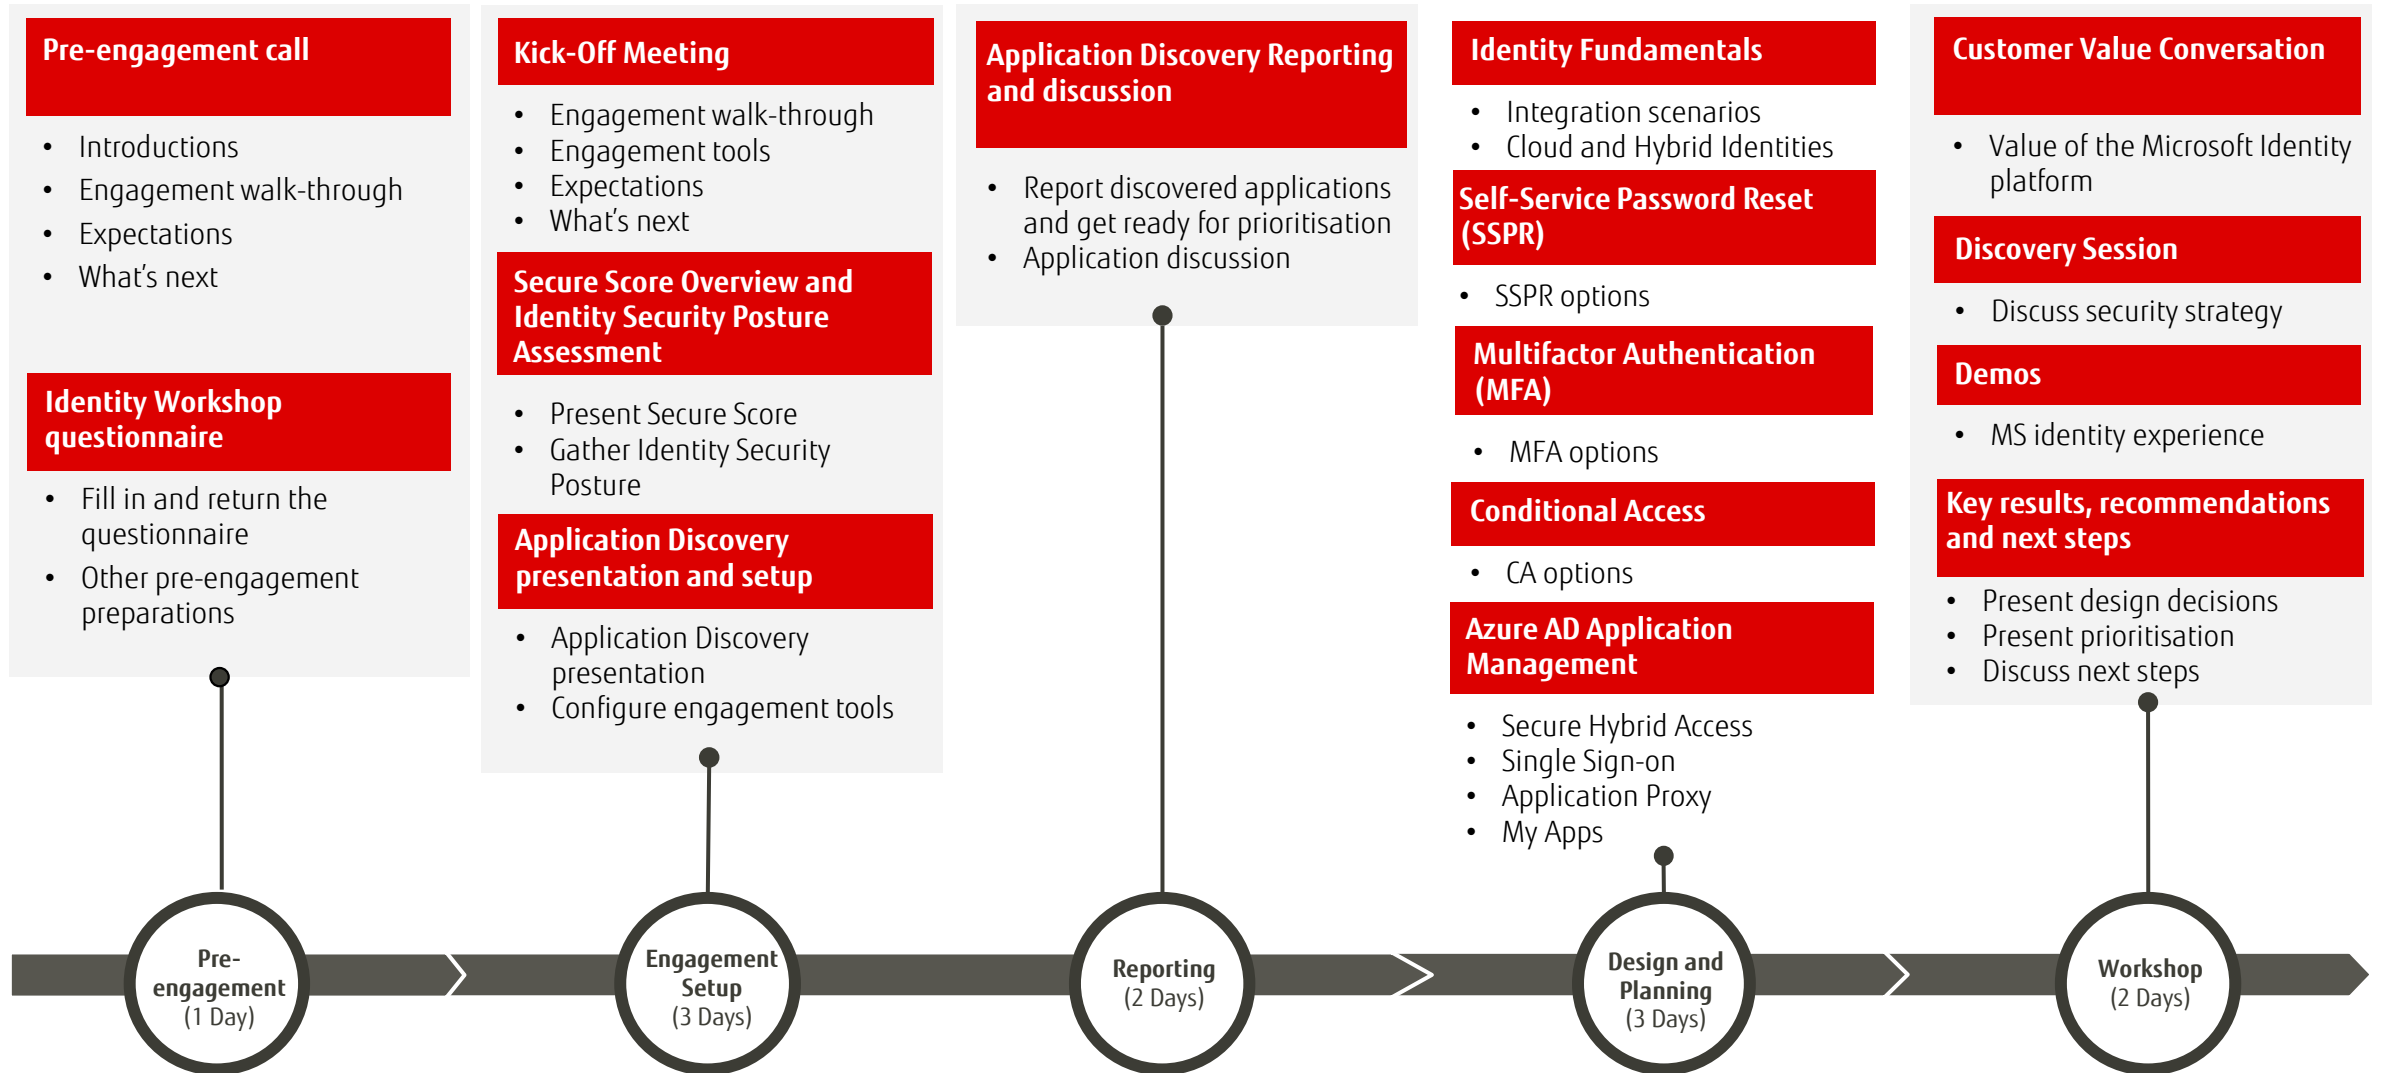 Pre-engagement call
• Introductions
• Engagement walk-through
• Expectations
• What's next
Identity Workshop
questionnaire
• Fill in and return the
questionnaire
• Other pre-engagement
preparations
Kick-Off Meeting
• Engagement walk-through
• Engagement tools
• Expectations
• What's next
Secure Score Overview and
Identity Security Posture
Assessment
• Present Secure Score
• Gather Identity Security
Posture
Application Discovery
presentation and setup
• Application Discovery
presentation
• Configure engagement tools
Application Discovery Reporting
and discussion
• Report discovered applications
and get ready for prioritisation
• Application discussion
Identity Fundamentals
• Integration scenarios
• Cloud and Hybrid Identities
Self-Service Password Reset
(SSPR)
• SSPR options
Multifactor Authentication
(MFA)
• MFA options
Conditional Access
• CA options
Azure AD Application
Management
• Secure Hybrid Access
• Single Sign-on
• Application Proxy
• My Apps
Customer Value Conversation
• Value of the Microsoft Identity
platform
Discovery Session
• Discuss security strategy
Demos
• MS identity experience
Key results, recommendations
and next steps
• Present design decisions
• Present prioritisation
• Discuss next steps
Pre-
engagement
(1 Day)
Engagement
Setup
(3 Days)
Reporting
(2 Days)
Design and
Planning
(3 Days)
Workshop
(2 Days)